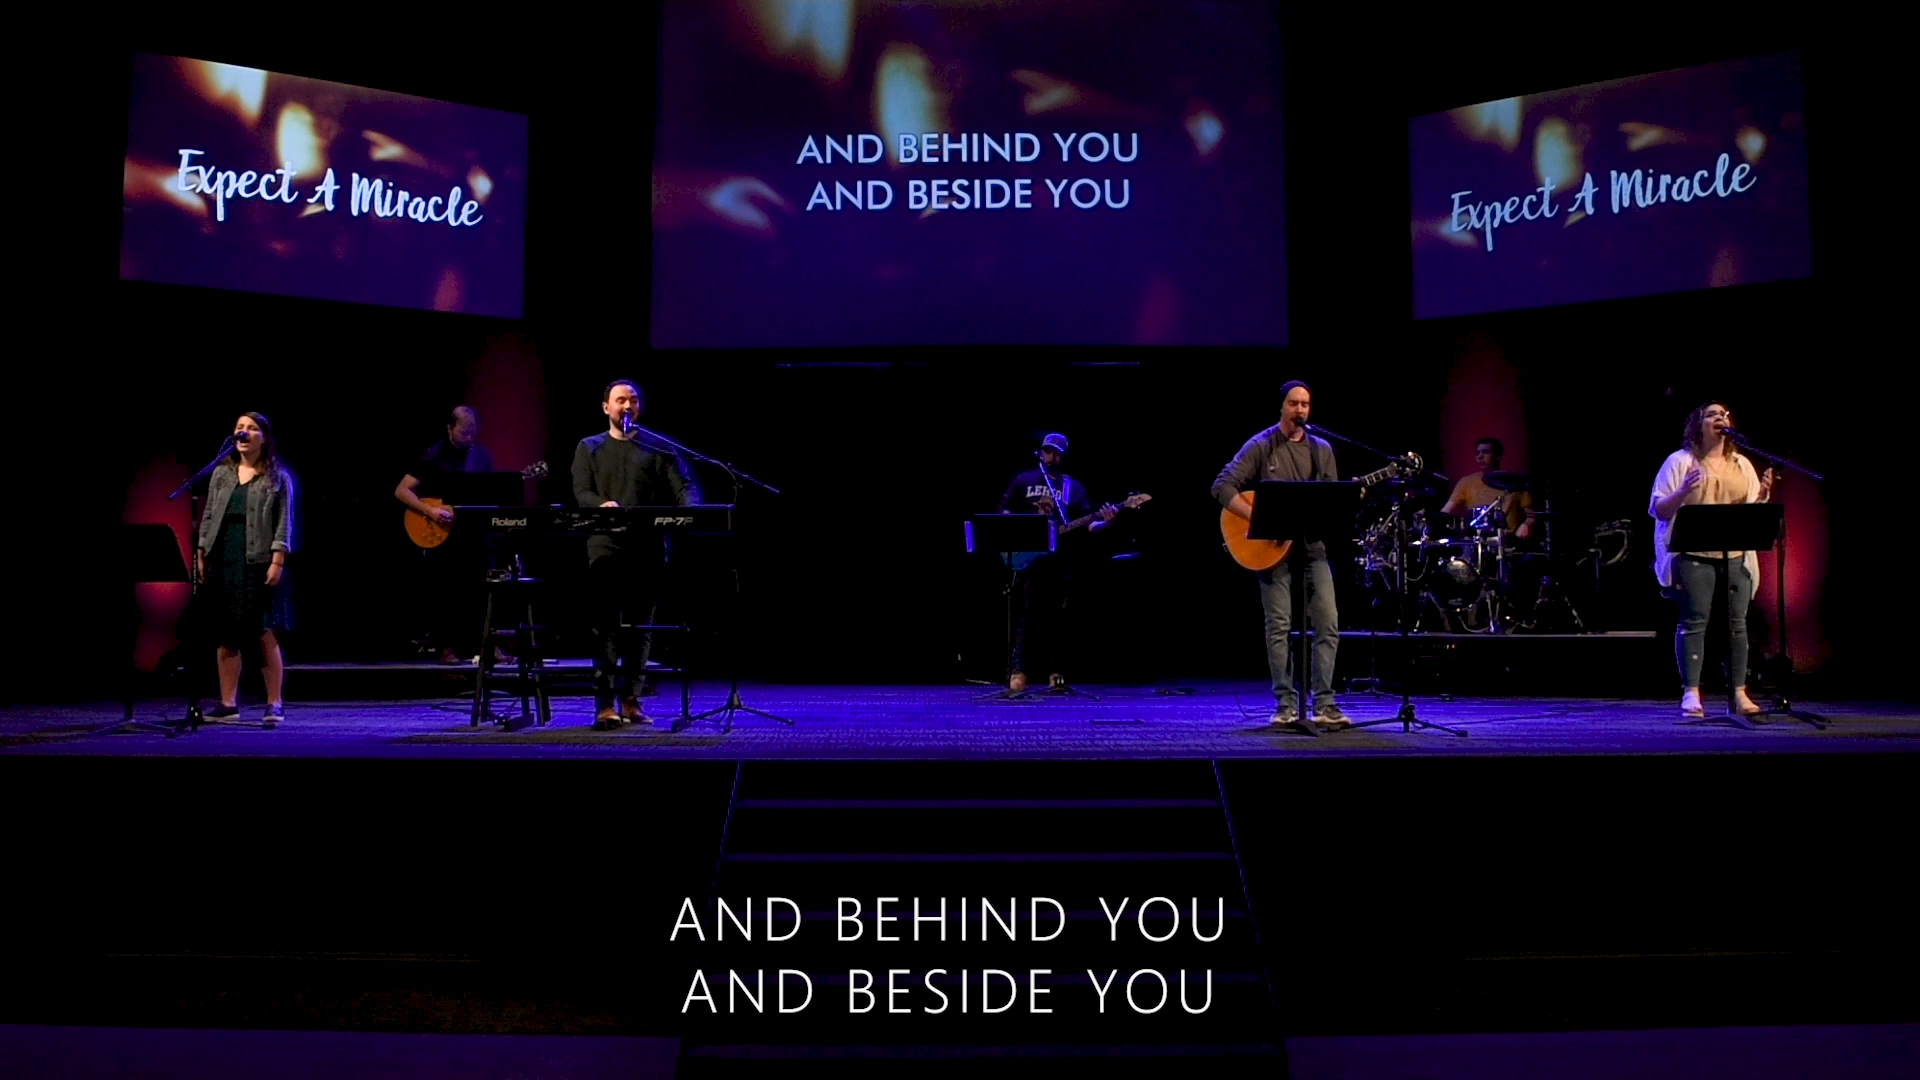 Expect A Miracle
AND BEHIND YOU
AND BESIDE YOU
Expect A Miracle
Roland
FP-7F
AND BEHIND YOU
AND BESIDE YOU